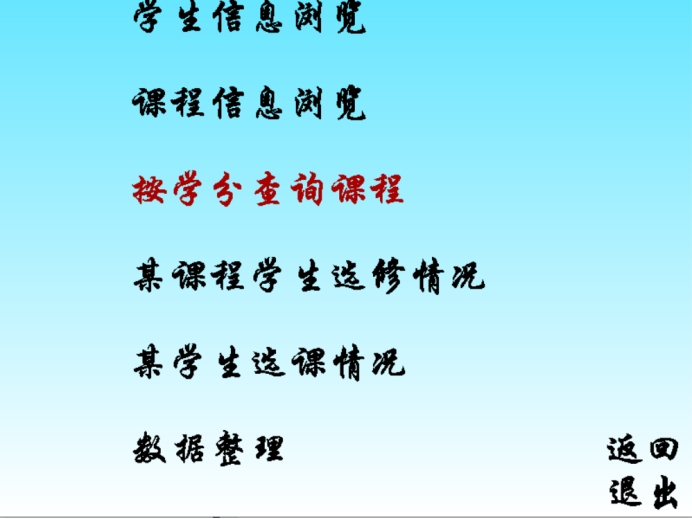 学生信息浏览
课程信息浏览
按学分查询课程
某课程学生选修情况
某学生选课情况
数据整理
返回
退出